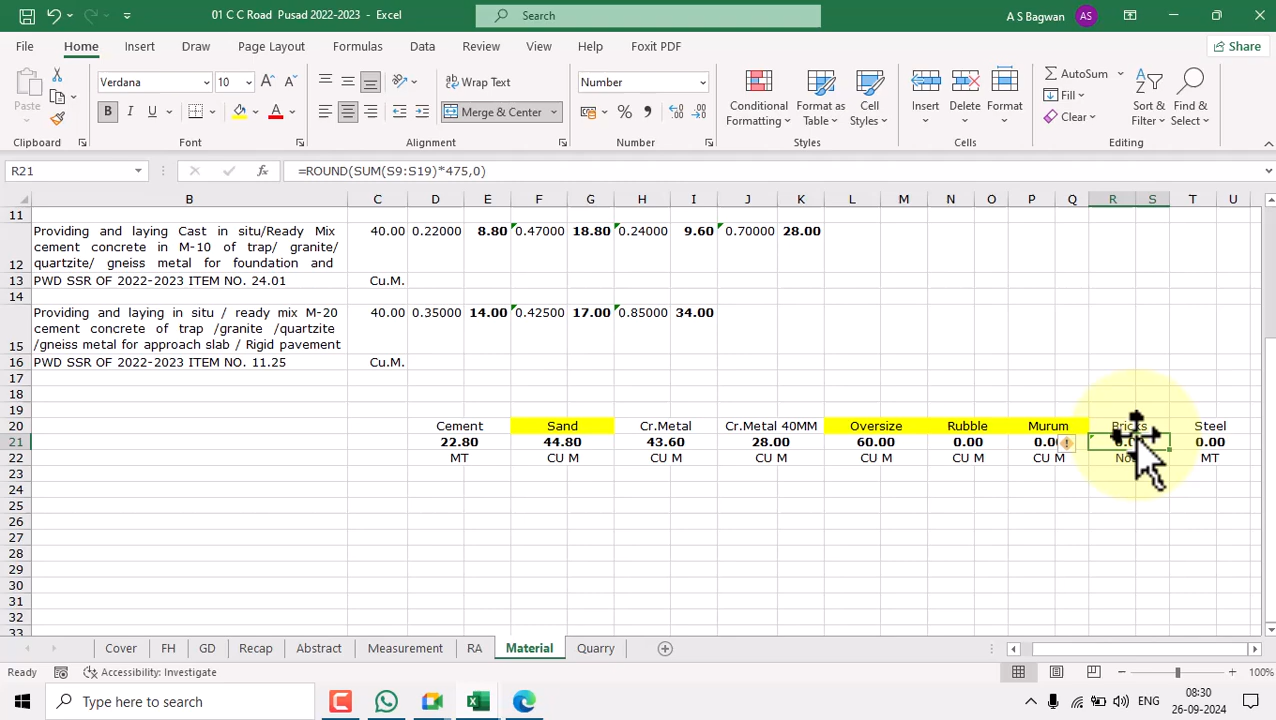 01 C C Road Pusad 2022-2023 - Excel
Search
A S Bagwan
AS
File Home Insert Draw Page Layout Formulas Data Review View Help Foxit PDF
Share
Paste
Clipboard
Verdana 10
B I U
Font
Wrap Text
Merge & Center
Alignment
Number
Number
Conditional Formatting
Format as Table
Cell Styles
Styles
Insert
Delete
Format
Cells
AutoSum
Fill
Clear
Sort & Filter
Find & Select
Editing
R21
=ROUND(SUM(S9:S19)*475,0)
B C D E F G H I J K L M N O P Q R S T U
11
12 Providing and laying Cast in situ/Ready Mix 40.00 0.22000 8.80 0.47000 18.80 0.24000 9.60 0.70000 28.00
cement concrete in M-10 of trap/ granite/
quartzite/ gneiss metal for foundation and
13 PWD SSR OF 2022-2023 ITEM NO. 24.01 Cu.M.
14
15 Providing and laying in situ / ready mix M-20 40.00 0.35000 14.00 0.42500 17.00 0.85000 34.00
cement concrete of trap /granite /quartzite
/gneiss metal for approach slab / Rigid pavement
16 PWD SSR OF 2022-2023 ITEM NO. 11.25 Cu.M.
17
18
19
20 Cement Sand Cr.Metal Cr.Metal 40MM Oversize Rubble Murum Bricks Steel
21 22.80 44.80 43.60 28.00 60.00 0.00 0.00 0.00
22 MT CU M CU M CU M CU M CU M CU M MT
23
24
25
26
27
28
29
30
31
32
33
Cover FH GD Recap Abstract Measurement RA Material Quarry
Ready Accessibility: Investigate 100%
Type here to search
08:30
26-09-2024